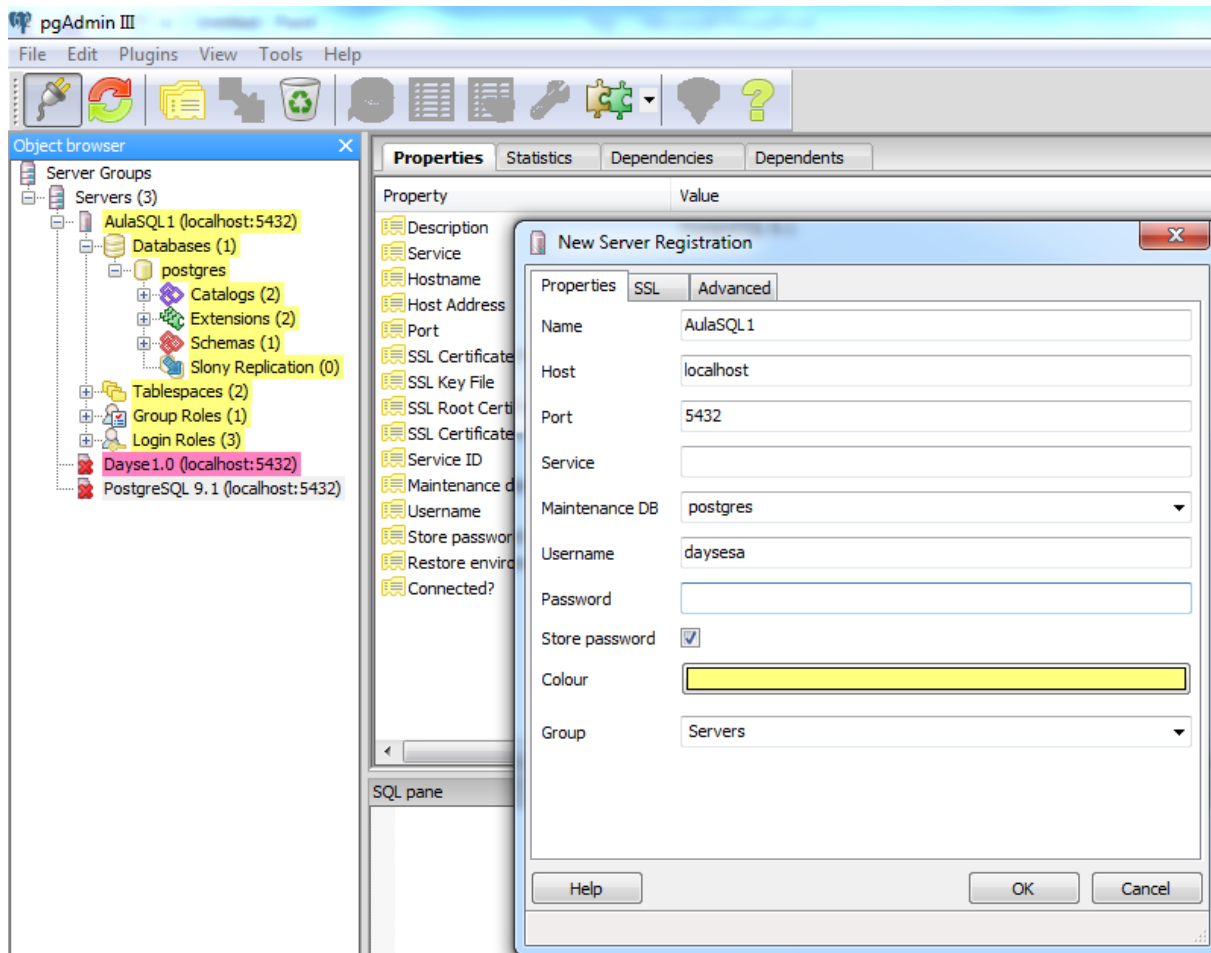 pgAdmin III
File Edit Plugins View Tools Help
Object browser
Server Groups
Servers (3)
AulaSQL1 (localhost:5432)
Databases (1)
postgres
Catalogs (2)
Extensions (2)
Schemas (1)
Slony Replication (0)
Tablespaces (2)
Group Roles (1)
Login Roles (3)
Dayse1.0 (localhost:5432)
PostgreSQL 9.1 (localhost:5432)
Properties Statistics Dependencies Dependents
Property Value
Description
Service
Hostname
Host Address
Port
SSL Certificate
SSL Key File
SSL Root Certi
SSL Certificate
Service ID
Maintenance d
Username
Store passwor
Restore enviro
Connected?
SQL pane
New Server Registration
Properties SSL Advanced
Name AulaSQL1
Host localhost
Port 5432
Service
Maintenance DB postgres
Username daysesa
Password
Store password
Colour
Group Servers
Help OK Cancel